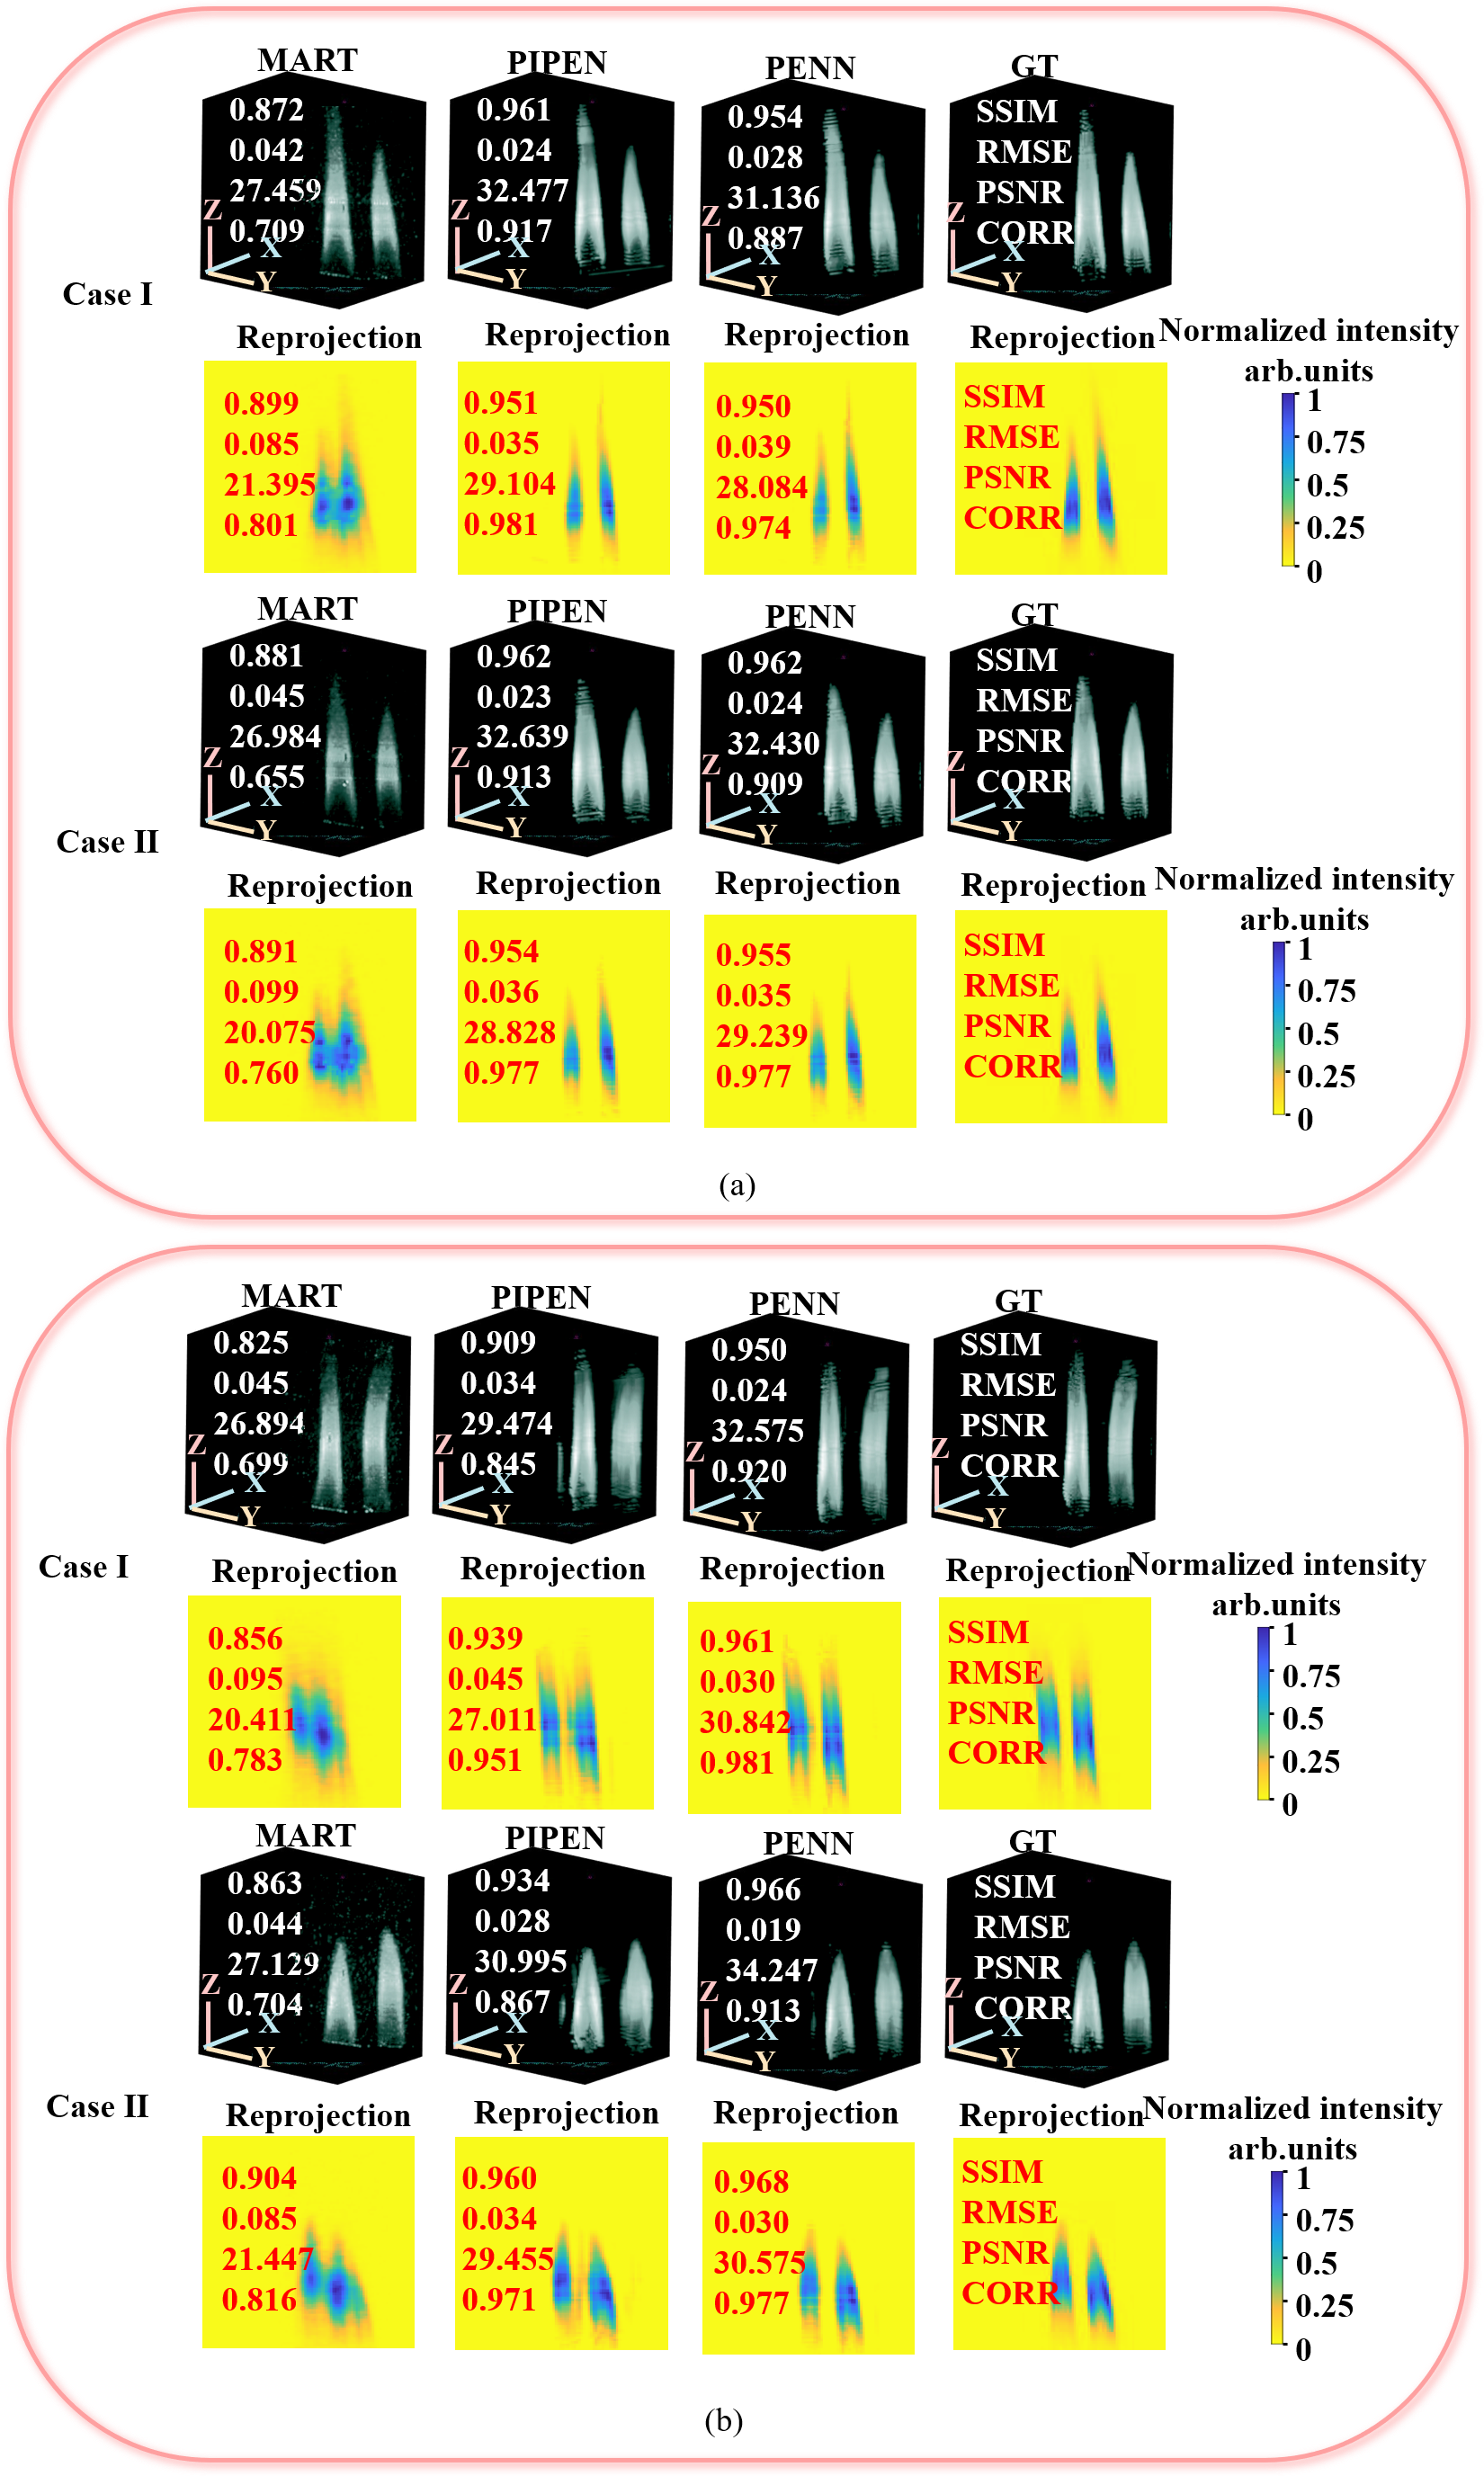 MART
PIPEN
PENN
GT
0.872
0.042
27.459
0.709
Z
X
Y
0.961
0.024
32.477
0.917
Z
X
Y
0.954
0.028
31.136
0.887
Z
X
Y
SSIM
RMSE
PSNR
CORR
Z
X
Y
Case I
Reprojection
Reprojection
Reprojection
Reprojection
Normalized intensity
arb.units
0.899
0.085
21.395
0.801
0.951
0.035
29.104
0.981
0.950
0.039
28.084
0.974
SSIM
RMSE
PSNR
CORR
1
0.75
0.5
0.25
0
MART
PIPEN
PENN
GT
0.881
0.045
26.984
0.655
Z
X
Y
0.962
0.023
32.639
0.913
Z
X
Y
0.962
0.024
32.430
0.909
Z
X
Y
SSIM
RMSE
PSNR
CORR
Z
X
Y
Case II
Reprojection
Reprojection
Reprojection
Reprojection
Normalized intensity
arb.units
0.891
0.099
20.075
0.760
0.954
0.036
28.828
0.977
0.955
0.035
29.239
0.977
SSIM
RMSE
PSNR
CORR
1
0.75
0.5
0.25
0
(a)
MART
PIPEN
PENN
GT
0.825
0.045
26.894
0.699
Z
X
Y
0.909
0.034
29.474
0.845
Z
X
Y
0.950
0.024
32.575
0.920
Z
X
Y
SSIM
RMSE
PSNR
CORR
Z
X
Y
Case I
Reprojection
Reprojection
Reprojection
Reprojection
Normalized intensity
arb.units
0.856
0.095
20.411
0.783
0.939
0.045
27.011
0.951
0.961
0.030
30.842
0.981
SSIM
RMSE
PSNR
CORR
1
0.75
0.5
0.25
0
MART
PIPEN
PENN
GT
0.863
0.044
27.129
0.704
Z
X
Y
0.934
0.028
30.995
0.867
Z
X
Y
0.966
0.019
34.247
0.913
Z
X
Y
SSIM
RMSE
PSNR
CORR
Z
X
Y
Case II
Reprojection
Reprojection
Reprojection
Reprojection
Normalized intensity
arb.units
0.904
0.085
21.447
0.816
0.960
0.034
29.455
0.971
0.968
0.030
30.575
0.977
SSIM
RMSE
PSNR
CORR
1
0.75
0.5
0.25
0
(b)